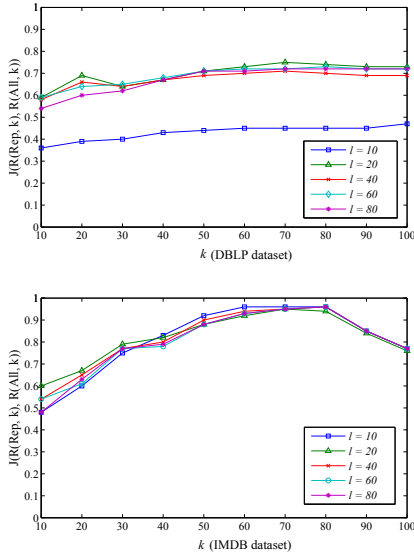 J(R(Rep, k), R(All, k))
1
0.9
0.8
0.7
0.6
0.5
0.4
0.3
0.2
0.1
0
l = 10
l = 20
l = 40
l = 60
l = 80
10 20 30 40 50 60 70 80 90 100
k (DBLP dataset)
J(R(Rep, k), R(All, k))
1
0.9
0.8
0.7
0.6
0.5
0.4
0.3
0.2
0.1
0
l = 10
l = 20
l = 40
l = 60
l = 80
10 20 30 40 50 60 70 80 90 100
k (IMDB dataset)